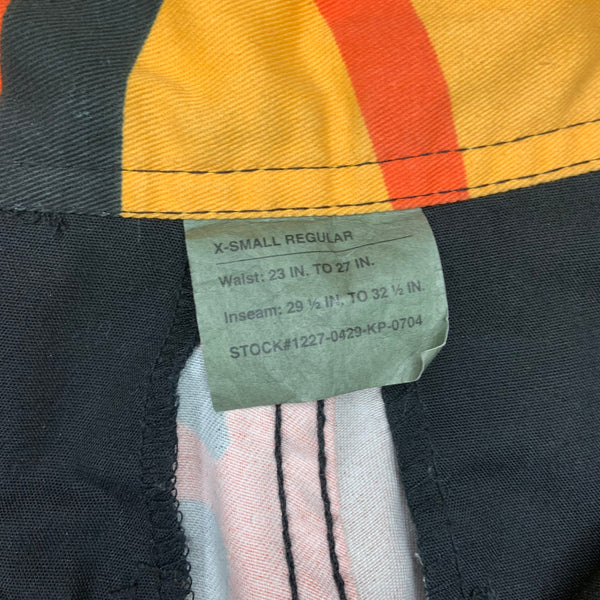 X-SMALL REGULAR
Waist: 23 IN. TO 27 IN.
Inseam: 29 ½ IN. TO 32 ½ IN.
STOCK#1227-0429-KP-0704